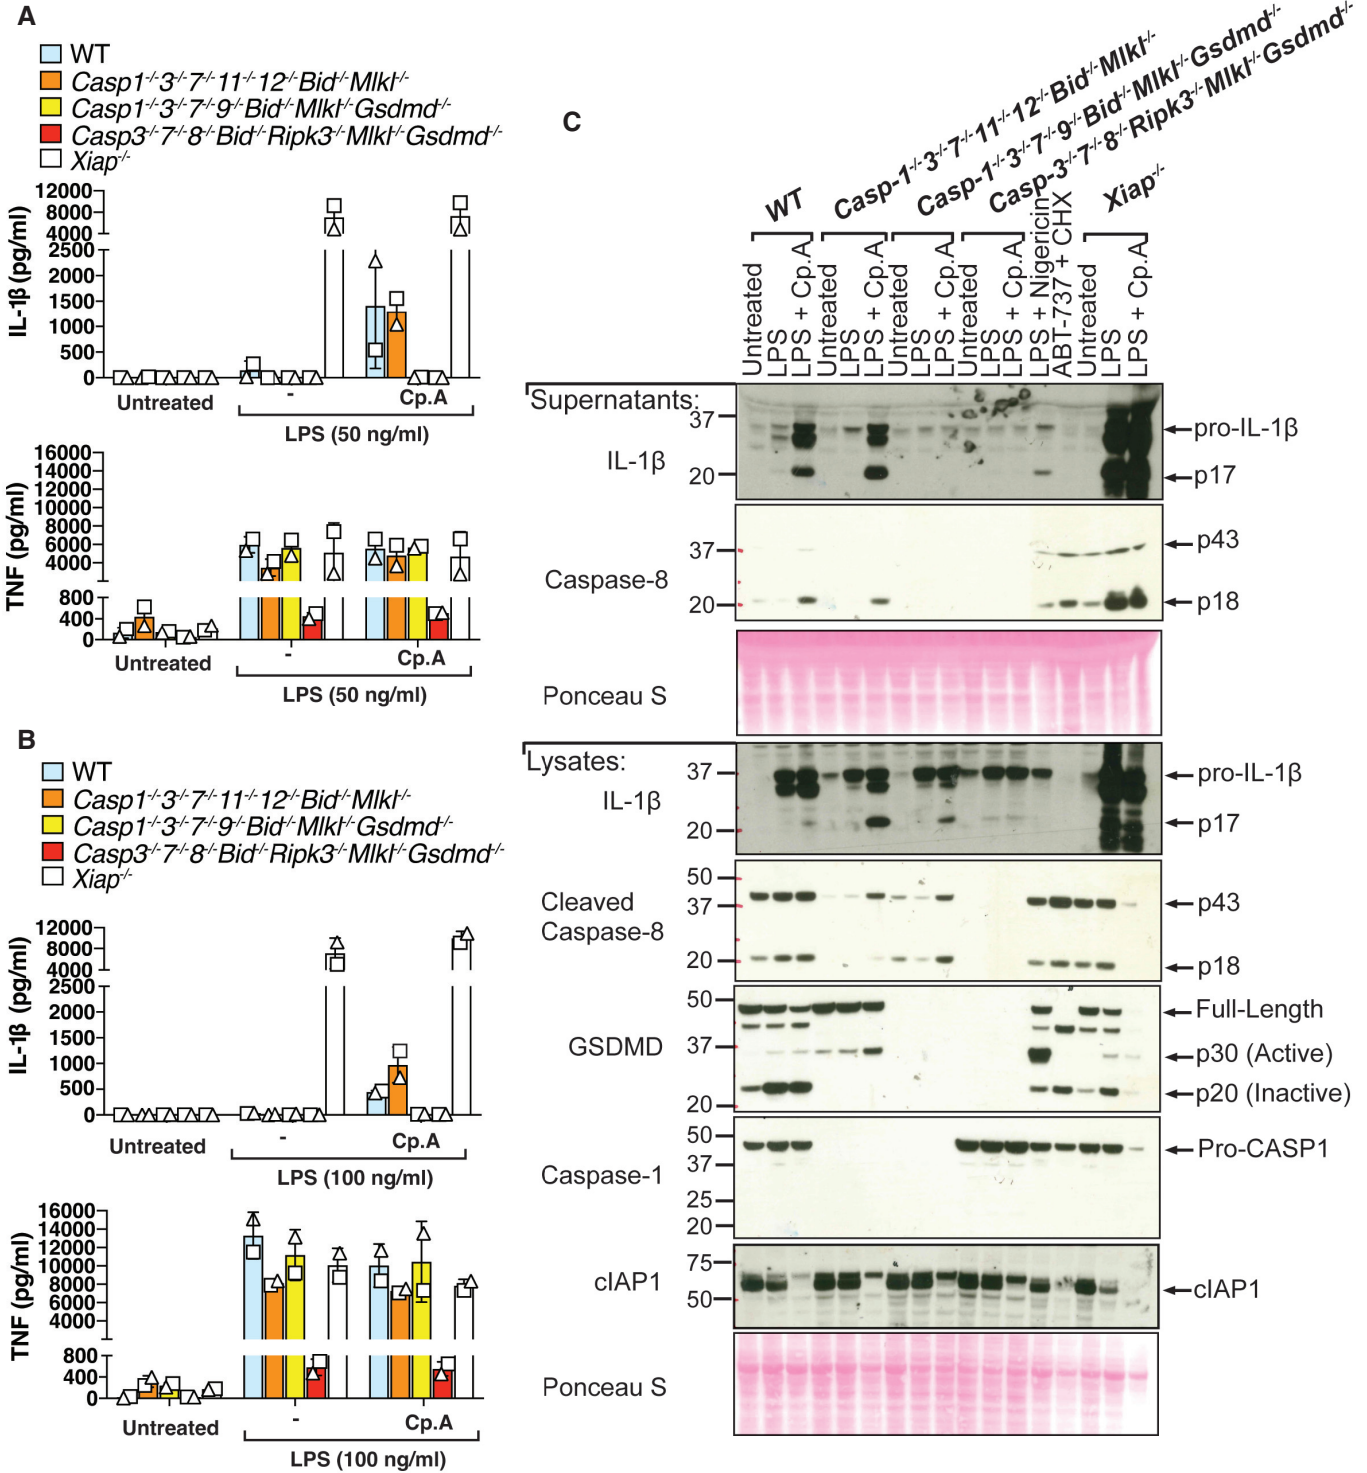 A
WT
Casp1-/-3-/-7-/-11-/-12-/-Bid-/-Mlkl-/-
Casp1-/-3-/-7-/-9-/-Bid-/-Mlkl-/-Gsdmd-/-
Casp3-/-7-/-8-/-Bid-/-Ripk3-/-Mlkl-/-Gsdmd-/-
Xiap-/-
IL-1β (pg/ml)
12000
8000
4000
2500
2000
1500
1000
500
0
Untreated
-
Cp.A
LPS (50 ng/ml)
TNF (pg/ml)
16000
14000
12000
10000
8000
6000
4000
800
400
0
Untreated
-
Cp.A
LPS (50 ng/ml)
B
WT
Casp1-/-3-/-7-/-11-/-12-/-Bid-/-Mlkl-/-
Casp1-/-3-/-7-/-9-/-Bid-/-Mlkl-/-Gsdmd-/-
Casp3-/-7-/-8-/-Bid-/-Ripk3-/-Mlkl-/-Gsdmd-/-
Xiap-/-
IL-1β (pg/ml)
12000
8000
4000
2500
2000
1500
1000
500
0
Untreated
-
Cp.A
LPS (100 ng/ml)
TNF (pg/ml)
16000
14000
12000
10000
8000
6000
4000
800
400
0
Untreated
-
Cp.A
LPS (100 ng/ml)
C
WT
Casp-1-/-3-/-7-/-11-/-12-/-Bid-/-Mlkl-/-
Casp-1-/-3-/-7-/-9-/-Bid-/-Mlkl-/-Gsdmd-/-
Casp-3-/-7-/-8-/-Ripk3-/-Mlkl-/-Gsdmd-/-
Xiap-/-
Untreated
LPS
LPS + Cp.A
Untreated
LPS
LPS + Cp.A
Untreated
LPS
LPS + Cp.A
Untreated
LPS
LPS + Cp.A
LPS + Nigericin
ABT-737 + CHX
Untreated
LPS
LPS + Cp.A
Supernatants:
IL-1β
37
20
pro-IL-1β
p17
Caspase-8
37
20
p43
p18
Ponceau S
Lysates:
IL-1β
37
20
pro-IL-1β
p17
Cleaved
Caspase-8
50
37
20
p43
p18
GSDMD
50
37
20
Full-Length
p30 (Active)
p20 (Inactive)
Caspase-1
50
37
25
20
Pro-CASP1
cIAP1
75
50
cIAP1
Ponceau S